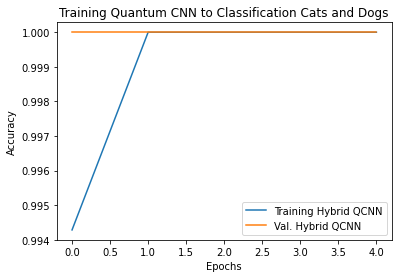 Training Quantum CNN to Classification Cats and Dogs
1.000
0.999
0.998
0.997
0.996
0.995
0.994
Accuracy
Training Hybrid QCNN
Val. Hybrid QCNN
0.0 0.5 1.0 1.5 2.0 2.5 3.0 3.5 4.0
Epochs